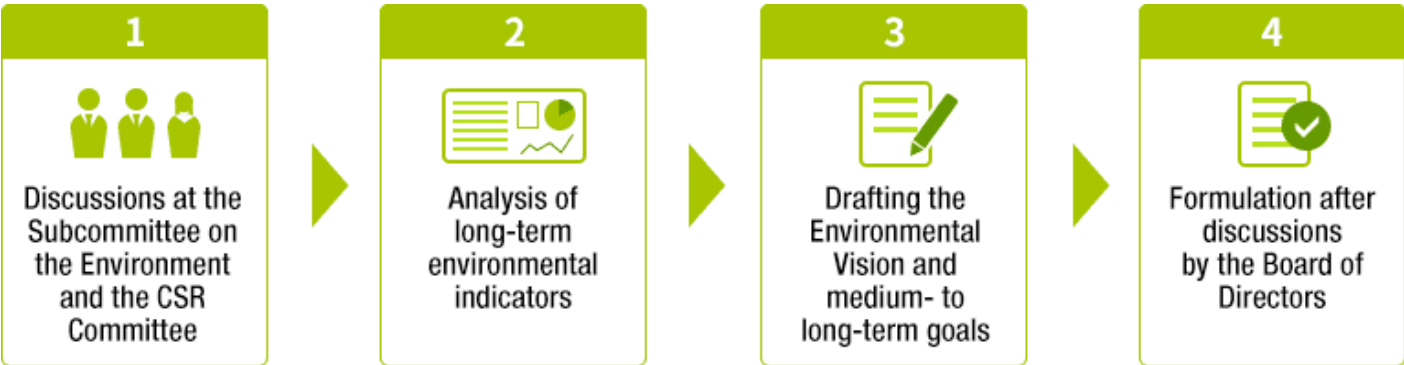 1
Discussions at the
Subcommittee on
the Environment
and the CSR
Committee
2
Analysis of
long-term
environmental
indicators
3
Drafting the
Environmental
Vision and
medium- to
long-term goals
4
Formulation after
discussions
by the Board of
Directors